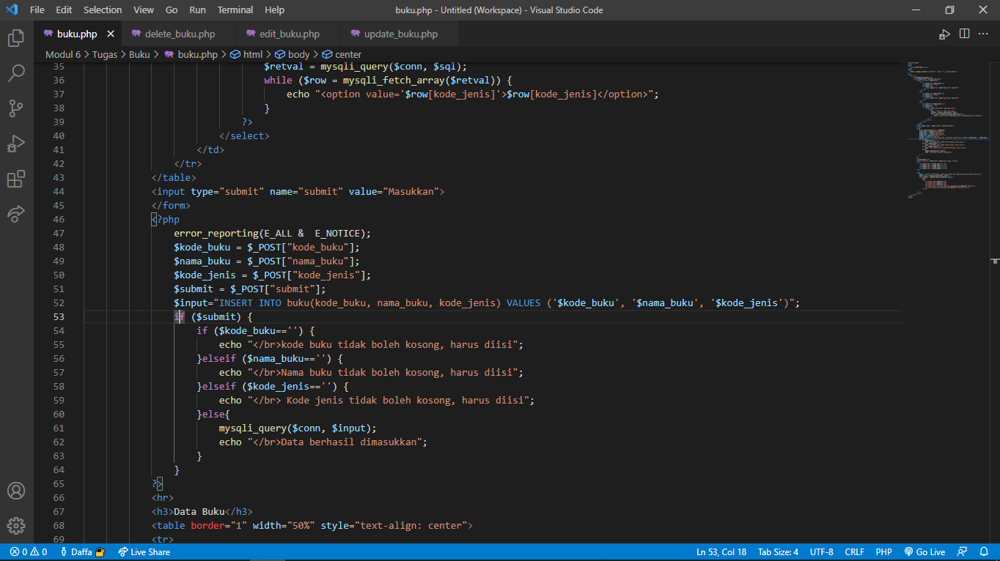 File Edit Selection View Go Run Terminal Help buku.php - Untitled (Workspace) - Visual Studio Code
buku.php delete_buku.php edit_buku.php update_buku.php
Modul 6 > Tugas > Buku > buku.php > html > body > center
35 $retval = mysqli_query($conn, $sql);
36 while ($row = mysqli_fetch_array($retval)) {
37 echo "<option value='$row[kode_jenis]'>$row[kode_jenis]</option>";
38 }
39 ?>
40 </select>
41 </td>
42 </tr>
43 </table>
44 <input type="submit" name="submit" value="Masukkan">
45 </form>
46 <?php
47 error_reporting(E_ALL &  E_NOTICE);
48 $kode_buku = $_POST["kode_buku"];
49 $nama_buku = $_POST["nama_buku"];
50 $kode_jenis = $_POST["kode_jenis"];
51 $submit = $_POST["submit"];
52 $input="INSERT INTO buku(kode_buku, nama_buku, kode_jenis) VALUES ('$kode_buku', '$nama_buku', '$kode_jenis')";
53 if ($submit) {
54 if ($kode_buku=='') {
55 echo "</br>kode buku tidak boleh kosong, harus diisi";
56 }elseif ($nama_buku=='') {
57 echo "</br>Nama buku tidak boleh kosong, harus diisi";
58 }elseif ($kode_jenis=='') {
59 echo "</br> Kode jenis tidak boleh kosong, harus diisi";
60 }else{
61 mysqli_query($conn, $input);
62 echo "</br>Data berhasil dimasukkan";
63 }
64 }
65 ?>
66 <hr>
67 <h3>Data Buku</h3>
68 <table border="1" width="50%" style="text-align: center">
69 <tr>
0 0 Daffa Live Share Ln 53, Col 18 Tab Size: 4 UTF-8 CRLF PHP Go Live